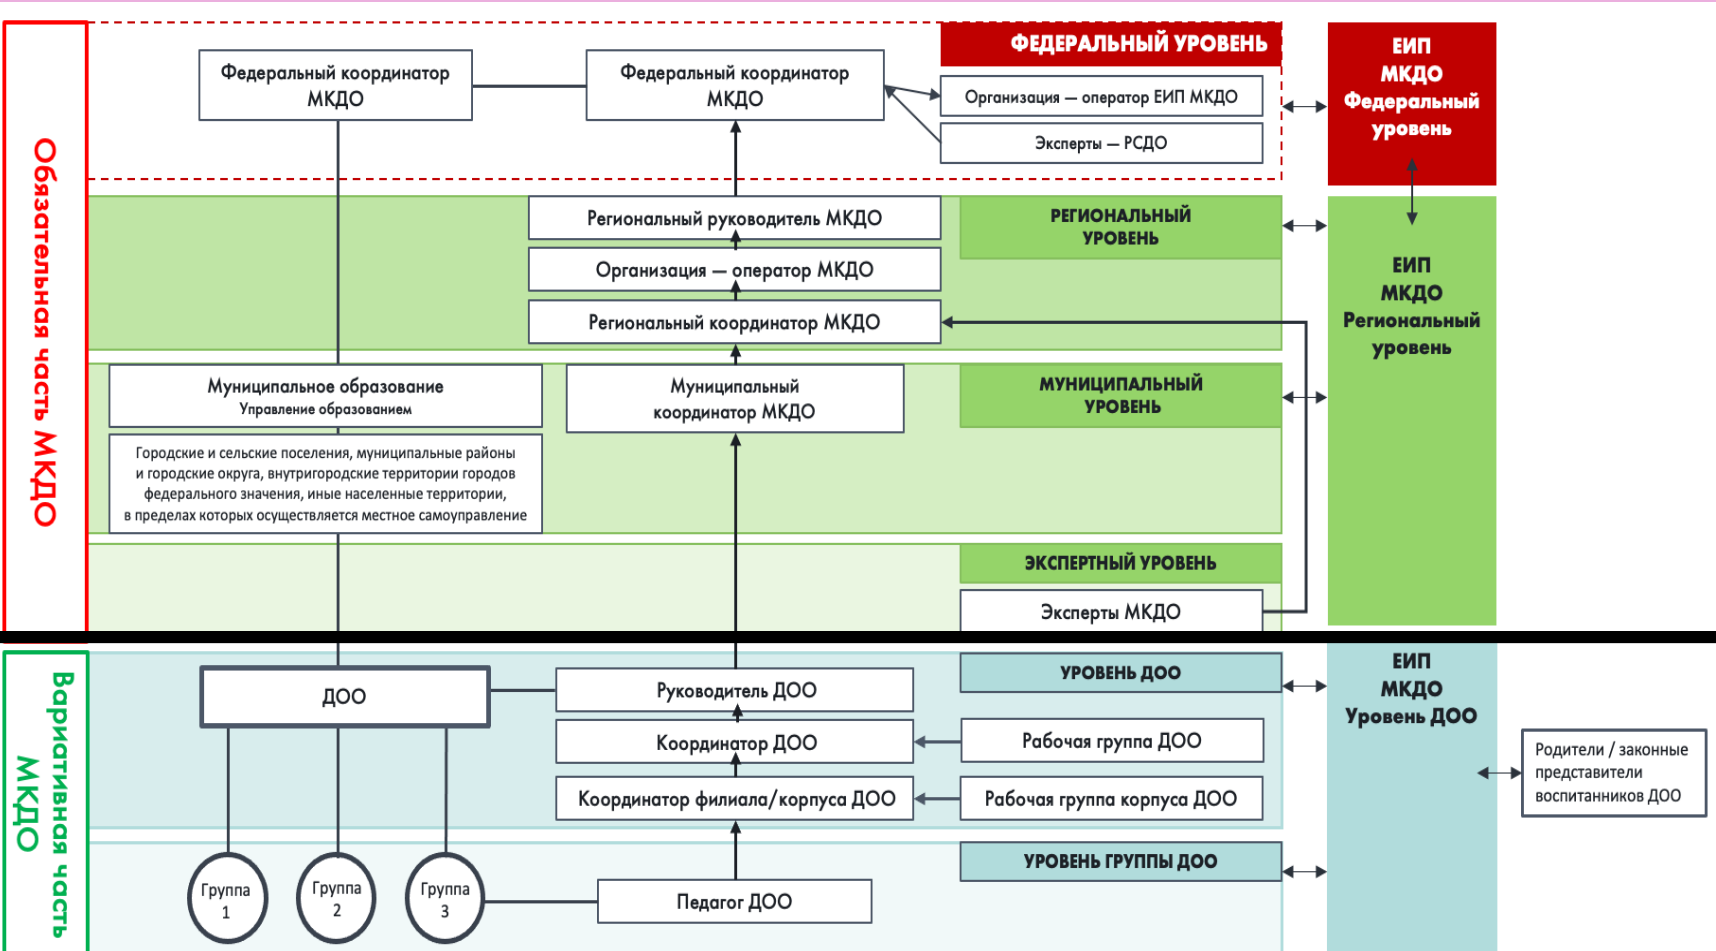 Обязательная часть МКДО
ФЕДЕРАЛЬНЫЙ УРОВЕНЬ
Федеральный координатор
МКДО
Федеральный координатор
МКДО
Организация — оператор ЕИП МКДО
Эксперты — РСДО
ЕИП
МКДО
Федеральный
уровень
Региональный руководитель МКДО
Организация — оператор МКДО
Региональный координатор МКДО
РЕГИОНАЛЬНЫЙ
УРОВЕНЬ
ЕИП
МКДО
Региональный
уровень
Муниципальное образование
Управление образованием
Городские и сельские поселения, муниципальные районы
и городские округа, внутригородские территории городов
федерального значения, иные населенные территории,
в пределах которых осуществляется местное самоуправление
Муниципальный
координатор МКДО
МУНИЦИПАЛЬНЫЙ
УРОВЕНЬ
ЭКСПЕРТНЫЙ УРОВЕНЬ
Эксперты МКДО
Вариативная часть
МКДО
ДОО
Руководитель ДОО
Координатор ДОО
Координатор филиала/корпуса ДОО
УРОВЕНЬ ДОО
Рабочая группа ДОО
Рабочая группа корпуса ДОО
ЕИП
МКДО
Уровень ДОО
Родители / законные
представители
воспитанников ДОО
Группа
1
Группа
2
Группа
3
Педагог ДОО
УРОВЕНЬ ГРУППЫ ДОО